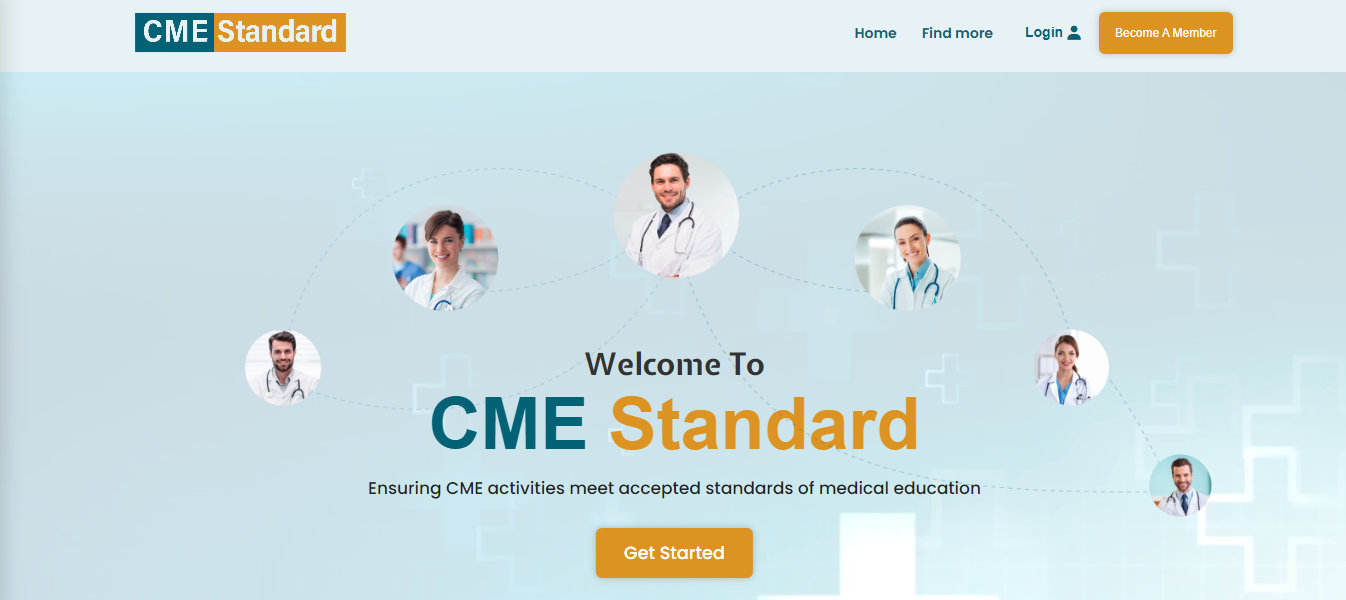 CME Standard
Home
Find more
Login
Become A Member
Welcome To
CME Standard
Ensuring CME activities meet accepted standards of medical education
Get Started